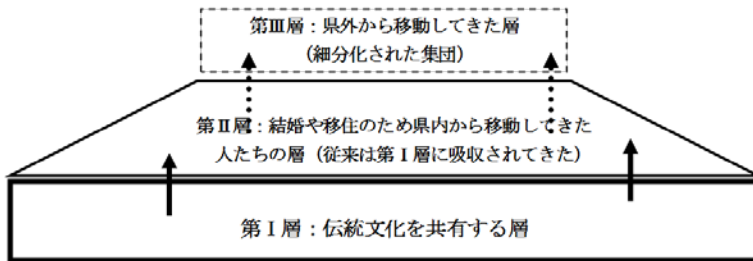 第Ⅲ層：県外から移動してきた層
（細分化された集団）
第Ⅱ層：結婚や移住のため県内から移動してきた
人たちの層（従来は第Ⅰ層に吸収されてきた）
第Ⅰ層：伝統文化を共有する層